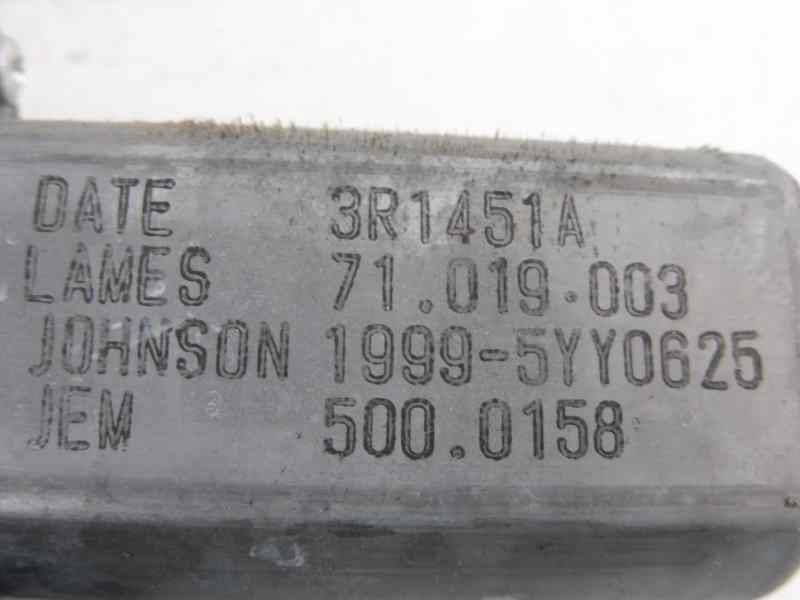 DATE 3R1451A
LAMES 71.019.003
JOHNSON 1999-5YY0625
JEM 500.0158